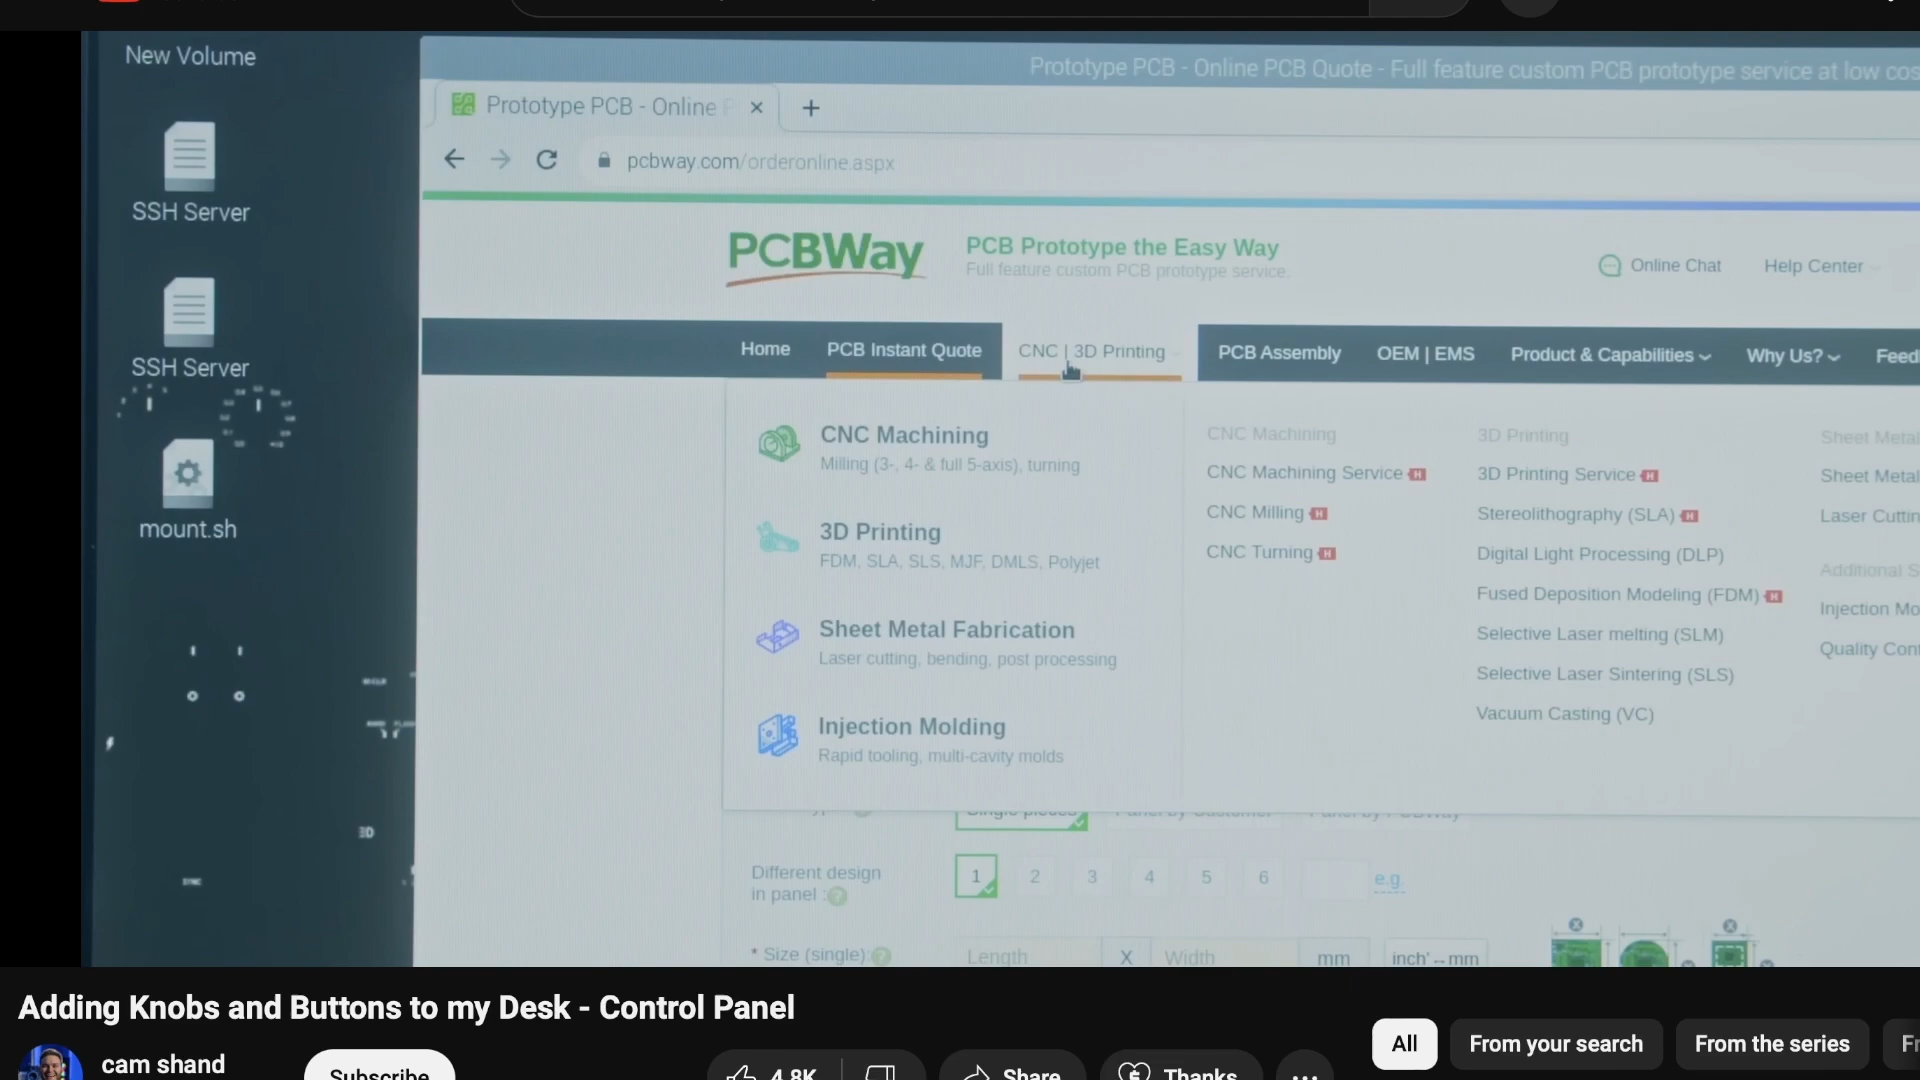 New Volume
Prototype PCB - Online PCB Quote - Full feature custom PCB prototype service at low cos
Prototype PCB - Online
pcbway.com/orderonline.aspx
SSH Server
PCBWay
PCB Prototype the Easy Way
Full feature custom PCB prototype service.
Online Chat
Help Center
Home
PCB Instant Quote
CNC | 3D Printing
PCB Assembly
OEM | EMS
Product & Capabilities
Why Us?
Feed
SSH Server
mount.sh
CNC Machining
Milling (3-, 4- & full 5-axis), turning
3D Printing
FDM, SLA, SLS, MJF, DMLS, Polyjet
Sheet Metal Fabrication
Laser cutting, bending, post processing
Injection Molding
Rapid tooling, multi-cavity molds
CNC Machining
CNC Machining Service H
CNC Milling H
CNC Turning H
3D Printing
3D Printing Service H
Stereolithography (SLA) H
Digital Light Processing (DLP)
Fused Deposition Modeling (FDM) H
Selective Laser melting (SLM)
Selective Laser Sintering (SLS)
Vacuum Casting (VC)
Sheet Metal
Sheet Metal
Laser Cuttin
Additional S
Injection Mo
Quality Con
3D
SYNC
Different design
in panel :?
1 2 3 4 5 6
e.g.
* Size (single):?
Length X Width mm
inch'↔mm
Adding Knobs and Buttons to my Desk - Control Panel
cam shand
Subscribe
4.8K
Share
Thanks
All
From your search
From the series
Fr